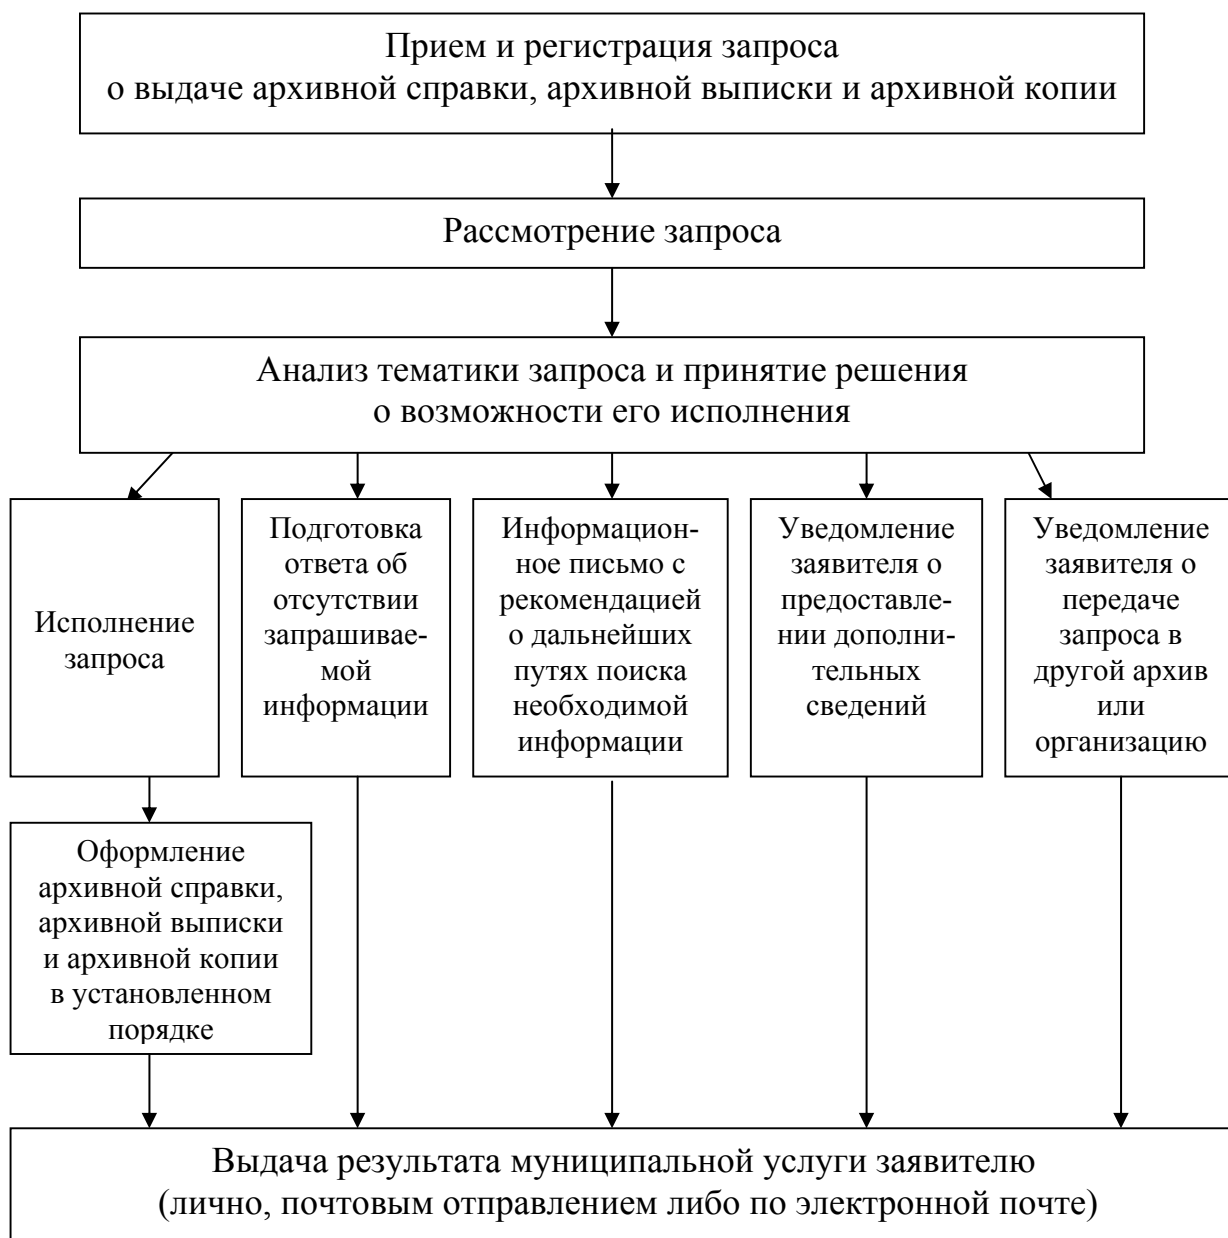 Прием и регистрация запроса
о выдаче архивной справки, архивной выписки и архивной копии
Рассмотрение запроса
Анализ тематики запроса и принятие решения
о возможности его исполнения
Исполнение
запроса
Подготовка
ответа об
отсутствии
запрашивае-
мой
информации
Информацион-
ное письмо с
рекомендацией
о дальнейших
путях поиска
необходимой
информации
Уведомление
заявителя о
предоставле-
нии дополни-
тельных
сведений
Уведомление
заявителя о
передаче
запроса в
другой архив
или
организацию
Оформление
архивной справки,
архивной выписки
и архивной копии
в установленном
порядке
Выдача результата муниципальной услуги заявителю
(лично, почтовым отправлением либо по электронной почте)